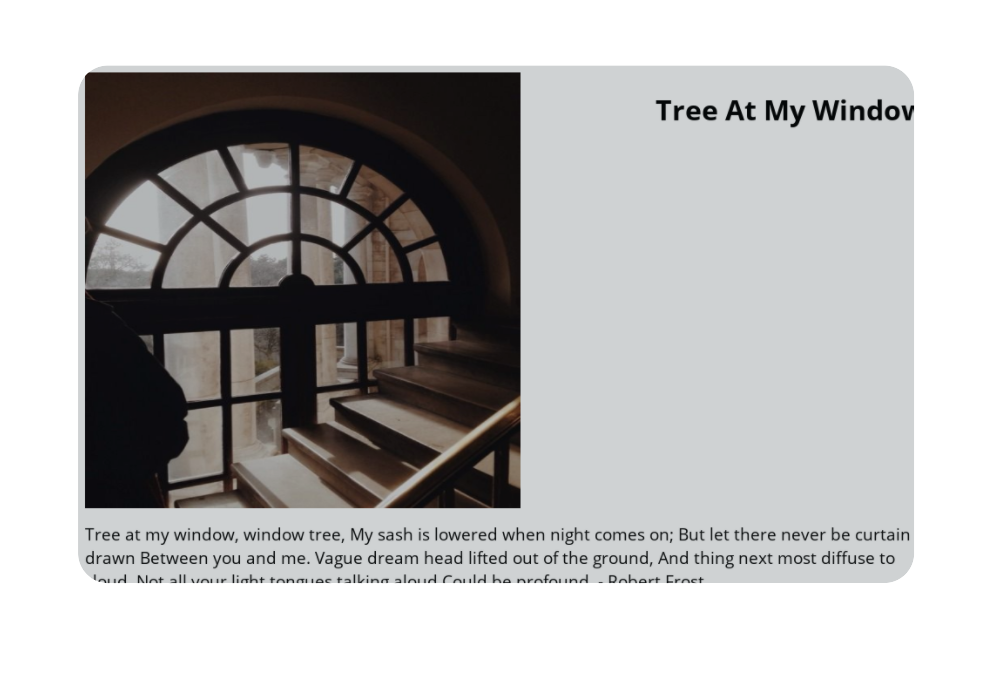 Tree At My Window
Tree at my window, window tree, My sash is lowered when night comes on; But let there never be curtain
drawn Between you and me. Vague dream head lifted out of the ground, And thing next most diffuse to
cloud, Not all your light tongues talking aloud Could be profound. - Robert Frost